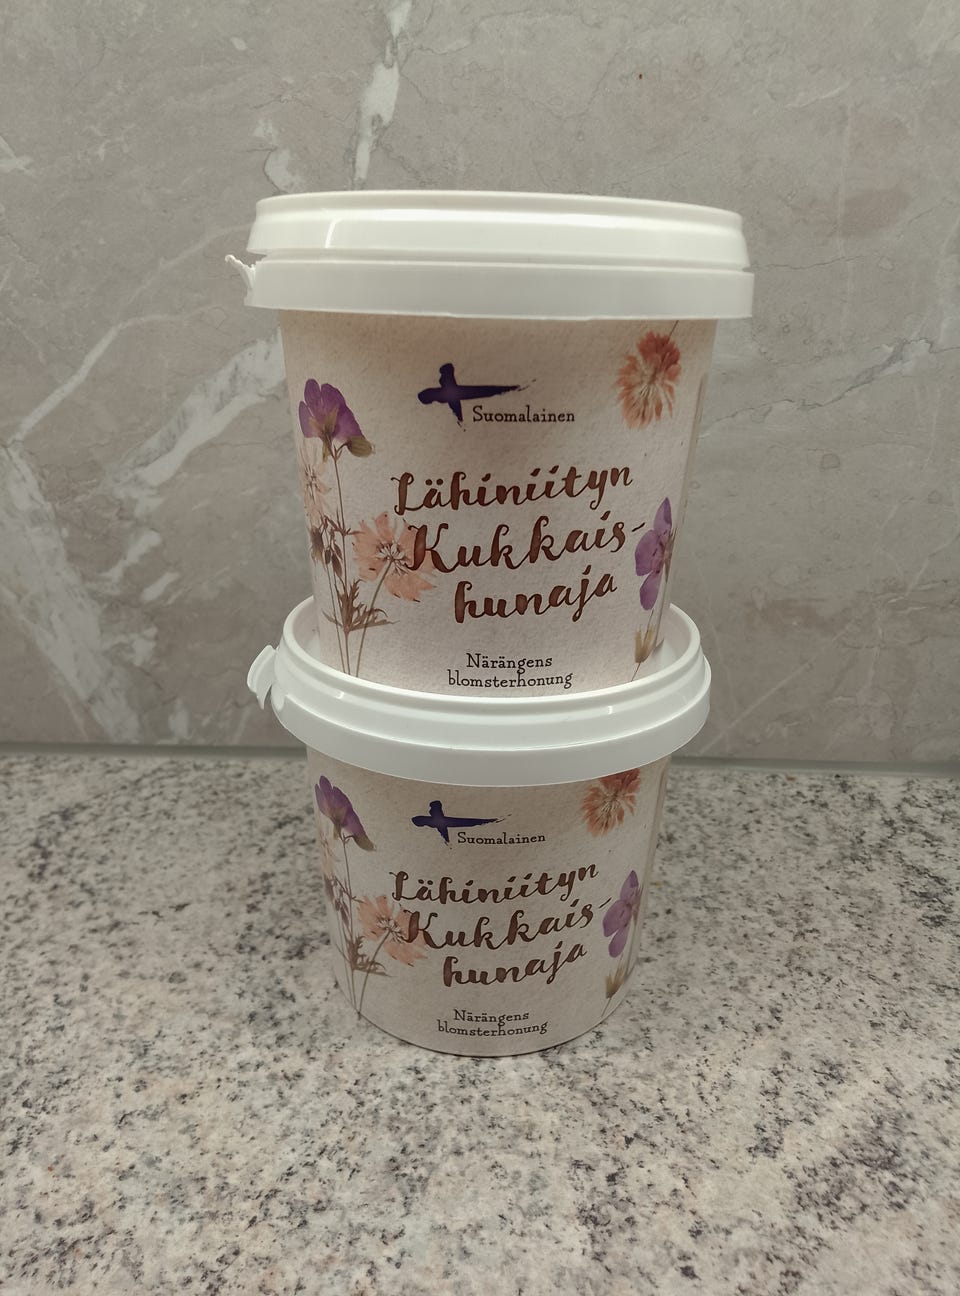 Suomalainen
Lähiniityn
Kukkais-
hunaja
Närängens
blomsterhonung
Suomalainen
Lähiniityn
Kukkais-
hunaja
Närängens
blomsterhonung